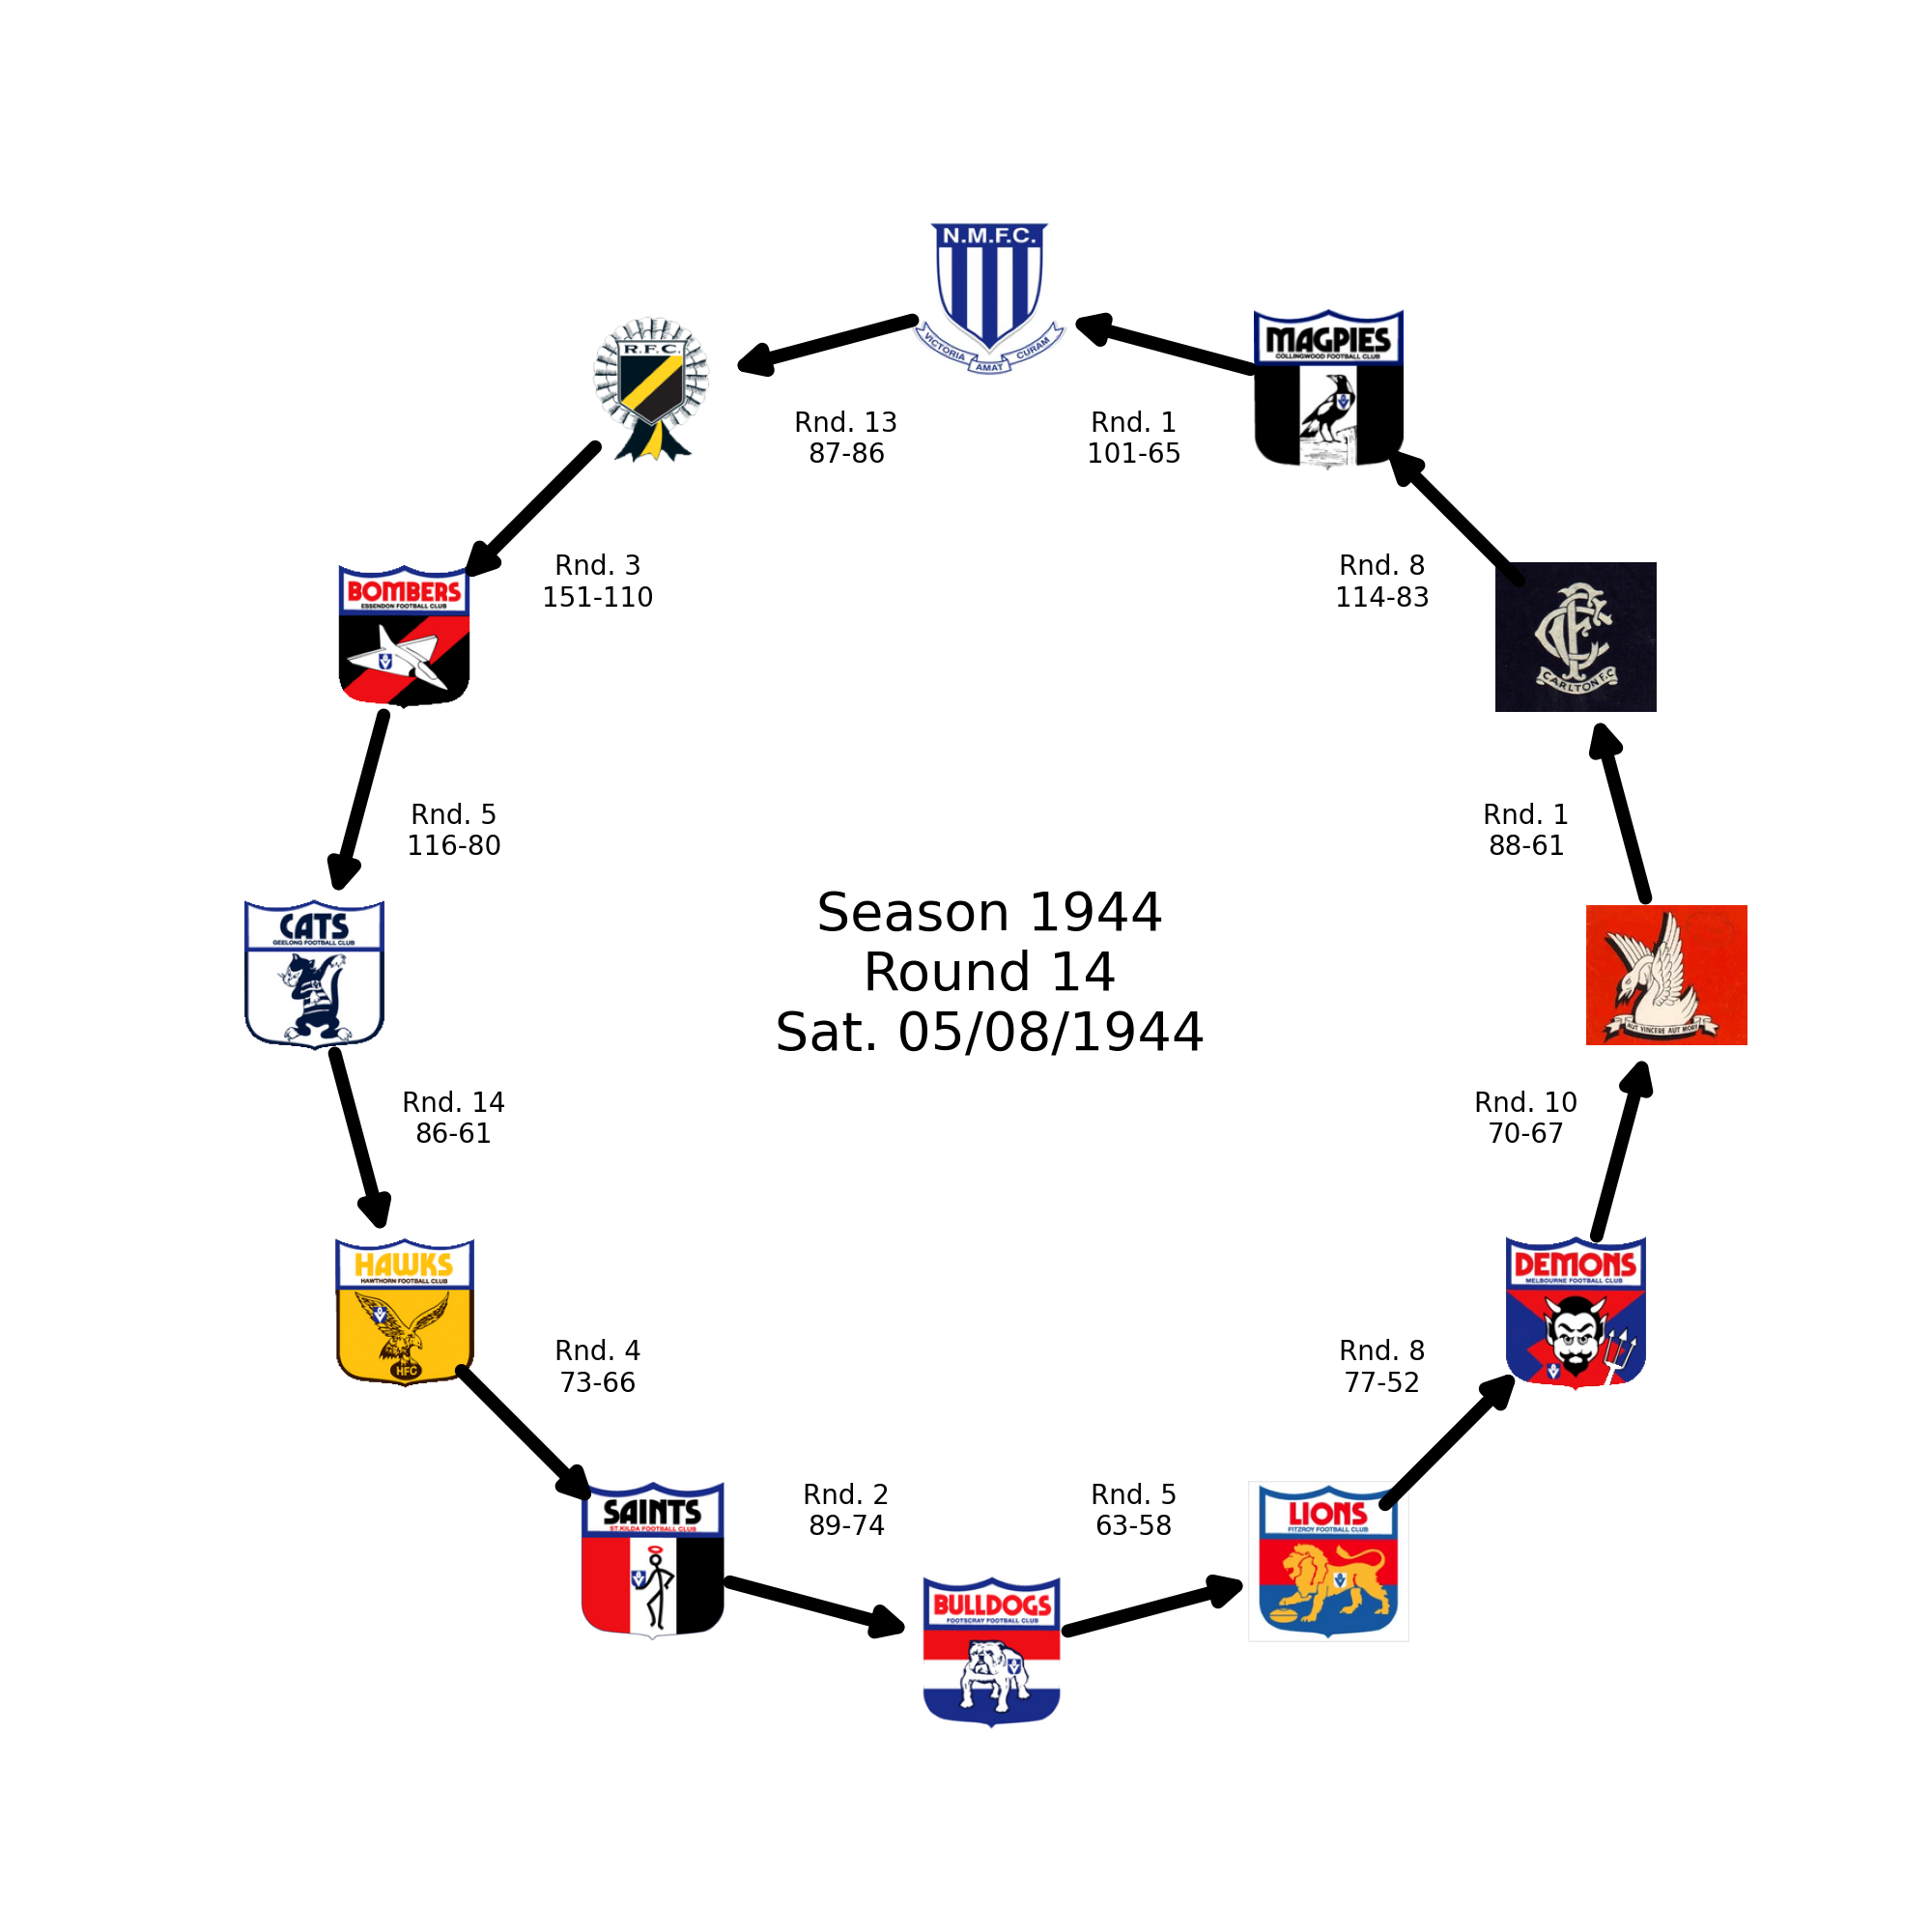 N.M.F.C.
VICTORIA AMAT CURAM
MAGPIES
COLLINGWOOD FOOTBALL CLUB
R.F.C.
Rnd. 13
87-86
Rnd. 1
101-65
Rnd. 3
151-110
Rnd. 8
114-83
BOMBERS
ESSENDON FOOTBALL CLUB
CFC
CARLTON F.C
Rnd. 5
116-80
Rnd. 1
88-61
CATS
GEELONG FOOTBALL CLUB
Season 1944
Round 14
Sat. 05/08/1944
AUT VINCERE AUT MORI
Rnd. 14
86-61
Rnd. 10
70-67
HAWKS
HAWTHORN FOOTBALL CLUB
HFC
DEMONS
MELBOURNE FOOTBALL CLUB
Rnd. 4
73-66
Rnd. 8
77-52
SAINTS
ST.KILDA FOOTBALL CLUB
Rnd. 2
89-74
Rnd. 5
63-58
LIONS
FITZROY FOOTBALL CLUB
BULLDOGS
FOOTSCRAY FOOTBALL CLUB